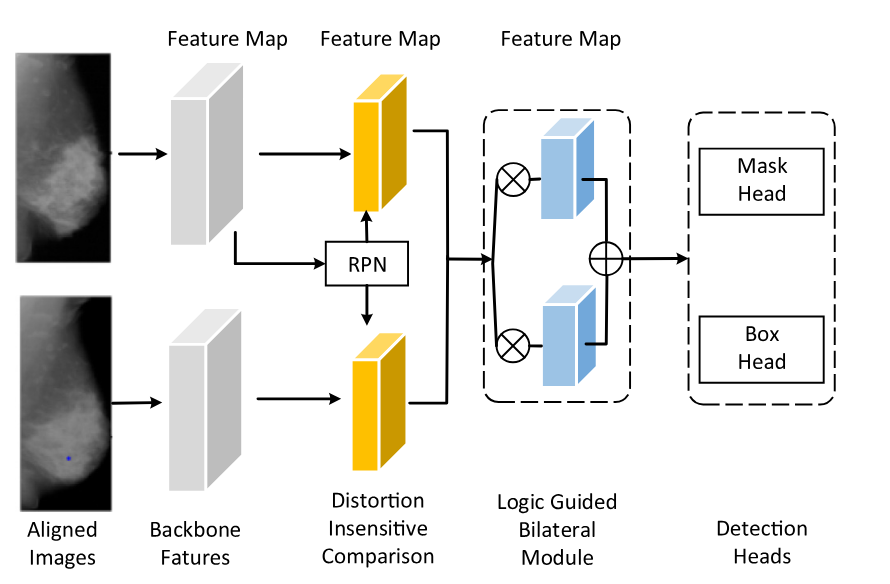 Feature Map
Feature Map
Feature Map
RPN
Mask
Head
Box
Head
Aligned
Images
Backbone
Fatures
Distortion
Insensitive
Comparison
Logic Guided
Bilateral
Module
Detection
Heads